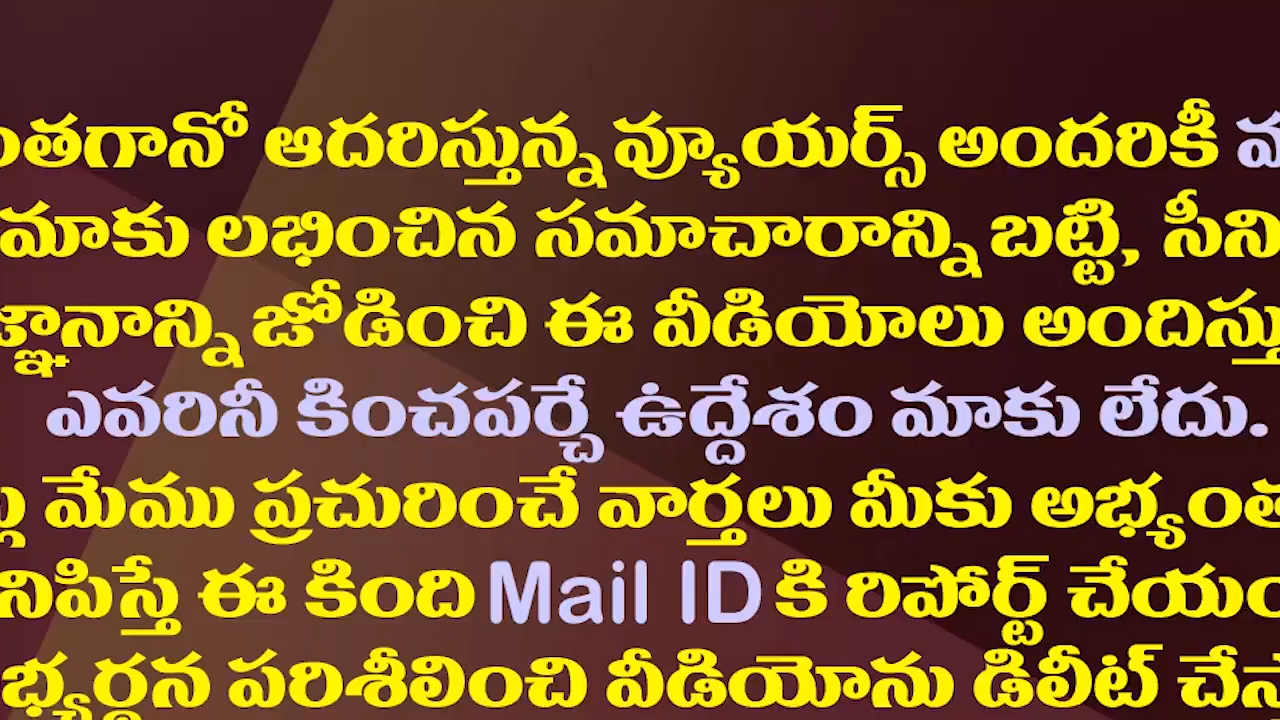 ఆదరిస్తున్న వ్యూయర్స్ అందరికీ
మాకు లభించిన సమాచారాన్ని బట్టి,
జోడించి ఈ వీడియోలు
ఎవరినీ కించపర్చే ఉద్దేశం మాకు లేదు.
మేము ప్రచురించే వార్తలు మీకు
ఈ కింది Mail ID కి రిపోర్ట్
పరిశీలించి వీడియోను డిలీట్